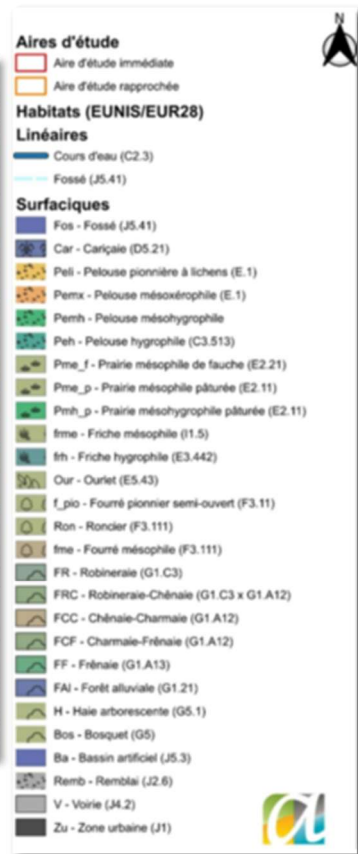 N
Aires d'étude
Aire d'étude immédiate
Aire d'étude rapprochée
Habitats (EUNIS/EUR28)
Linéaires
Cours d'eau (C2.3)
Fossé (J5.41)
Surfaciques
Fos - Fossé (J5.41)
Car - Cariçaie (D5.21)
Peli - Pelouse pionnière à lichens (E.1)
Pemx - Pelouse mésoxérophile (E.1)
Pemh - Pelouse mésohygrophile
Peh - Pelouse hygrophile (C3.513)
Pme_f - Prairie mésophile de fauche (E2.21)
Pme_p - Prairie mésophile pâturée (E2.11)
Pmh_p - Prairie mésohygrophile pâturée (E2.11)
frme - Friche mésophile (I1.5)
frh - Friche hygrophile (E3.442)
Our - Ourlet (E5.43)
f_pio - Fourré pionnier semi-ouvert (F3.11)
Ron - Roncier (F3.111)
fme - Fourré mésophile (F3.111)
FR - Robineraie (G1.C3)
FRC - Robineraie-Chênaie (G1.C3 x G1.A12)
FCC - Chênaie-Charmaie (G1.A12)
FCF - Charmaie-Frênaie (G1.A12)
FF - Frênaie (G1.A13)
FAl - Forêt alluviale (G1.21)
H - Haie arborescente (G5.1)
Bos - Bosquet (G5)
Ba - Bassin artificiel (J5.3)
Remb - Remblai (J2.6)
V - Voirie (J4.2)
Zu - Zone urbaine (J1)